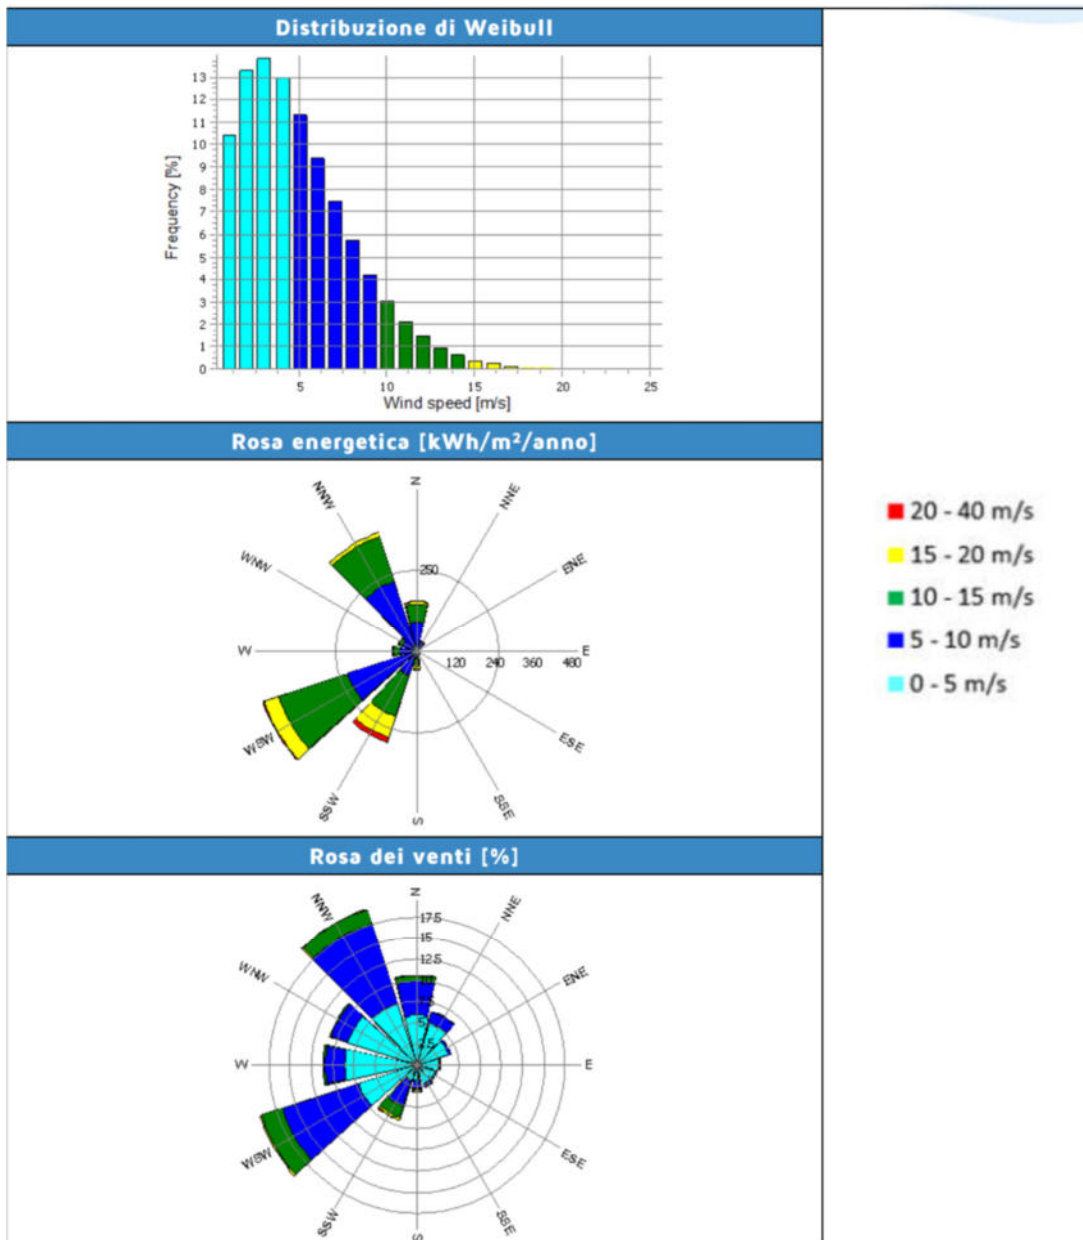 Distribuzione di Weibull
Frequency [%]
13
12
11
10
9
8
7
6
5
4
3
2
1
0
5 10 15 20 25
Wind speed [m/s]
Rosa energetica [kWh/m²/anno]
N
NNW NNE
WNW ENE
250
W E
120 240 360 480
WSW ESE
SSW SSE
S
20 - 40 m/s
15 - 20 m/s
10 - 15 m/s
5 - 10 m/s
0 - 5 m/s
Rosa dei venti [%]
N
NNW NNE
17.5
15
WNW ENE
12.5
W E
WSW ESE
SSW SSE
S